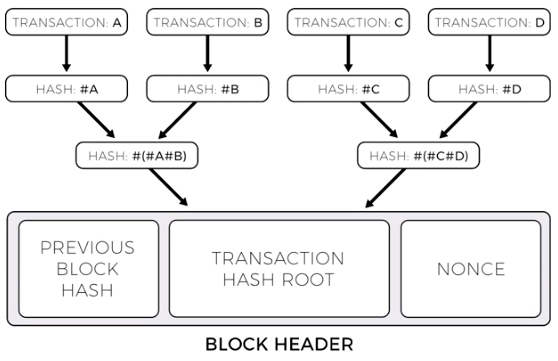 TRANSACTION: A
TRANSACTION: B
TRANSACTION: C
TRANSACTION: D
HASH: #A
HASH: #B
HASH: #C
HASH: #D
HASH: #(#A#B)
HASH: #(#C#D)
PREVIOUS
BLOCK
HASH
TRANSACTION
HASH ROOT
NONCE
BLOCK HEADER